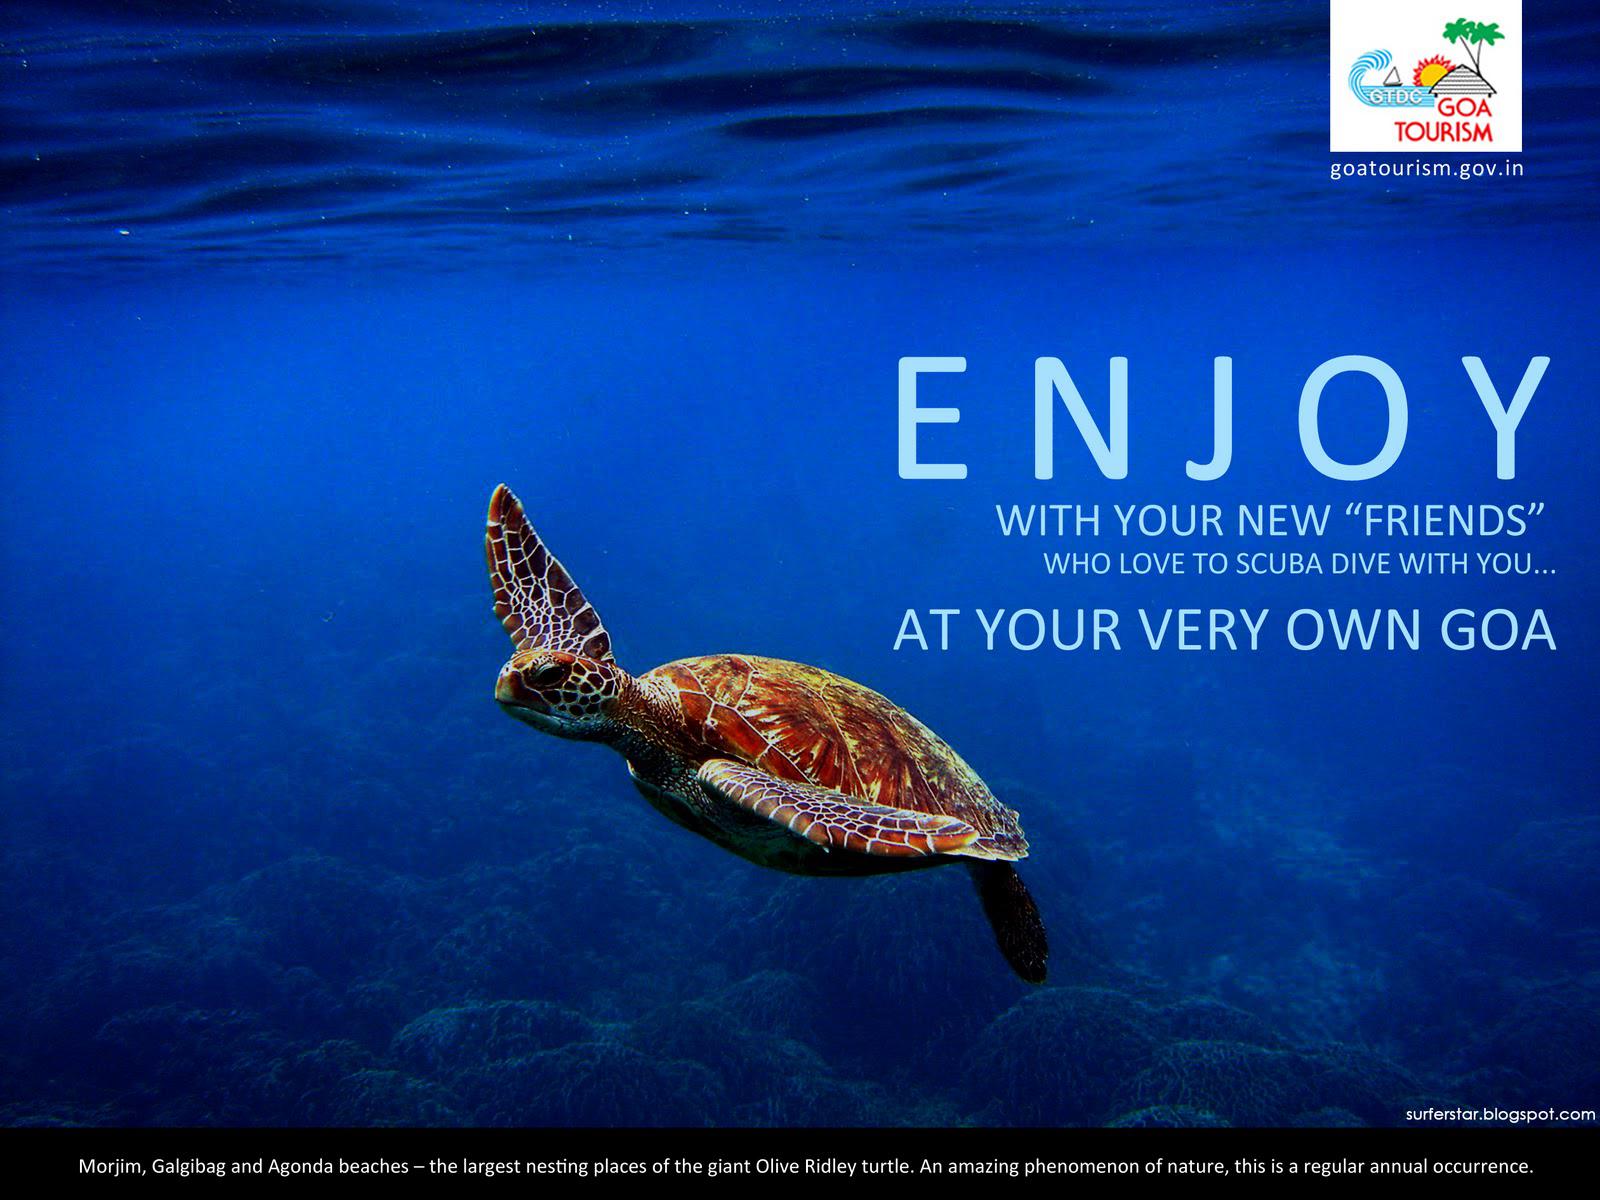 GTDC
GOA
TOURISM
goatourism.gov.in
ENJOY
WITH YOUR NEW “FRIENDS”
WHO LOVE TO SCUBA DIVE WITH YOU...
AT YOUR VERY OWN GOA
surferstar.blogspot.com
Morjim, Galgibag and Agonda beaches – the largest nesting places of the giant Olive Ridley turtle. An amazing phenomenon of nature, this is a regular annual occurrence.